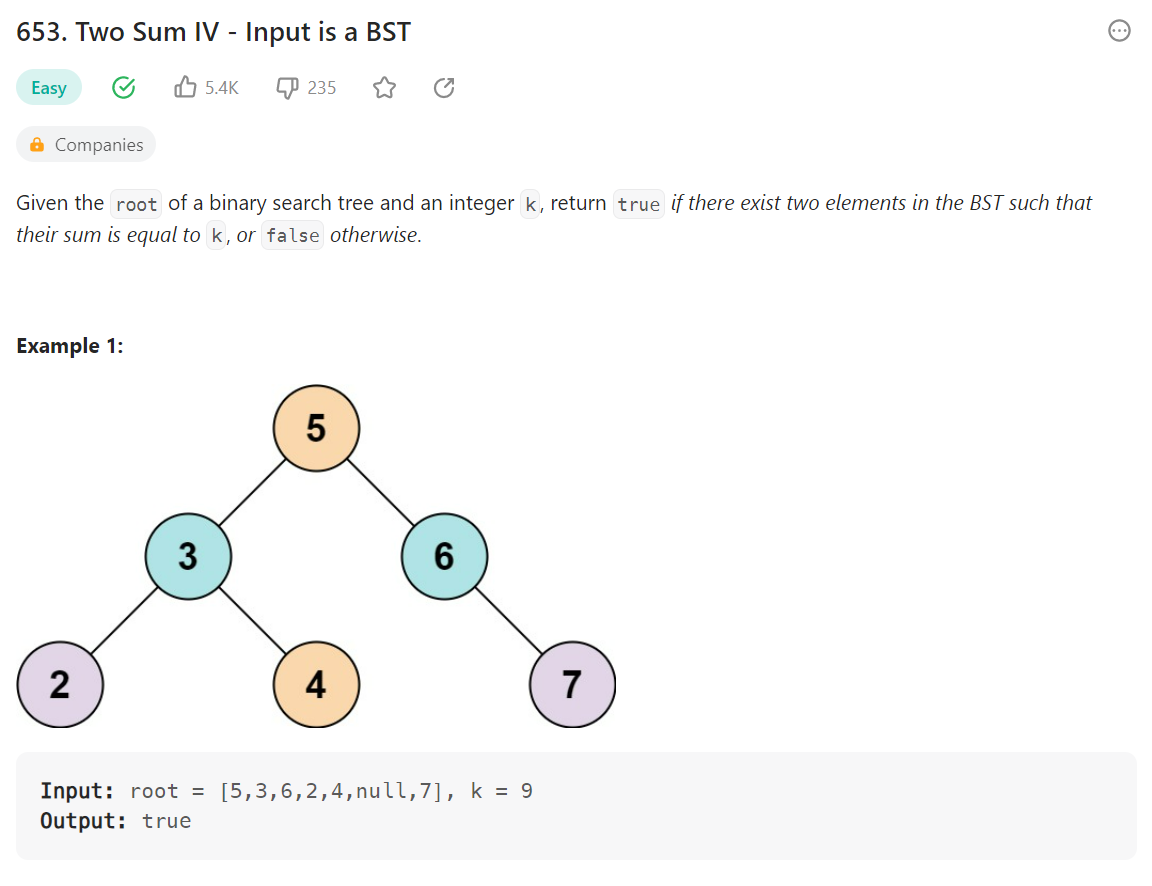 653. Two Sum IV - Input is a BST
Easy 5.4K 235
Companies
Given the root of a binary search tree and an integer k, return true if there exist two elements in the BST such that
their sum is equal to k, or false otherwise.
Example 1:
5
3 6
2 4 7
Input: root = [5,3,6,2,4,null,7], k = 9
Output: true